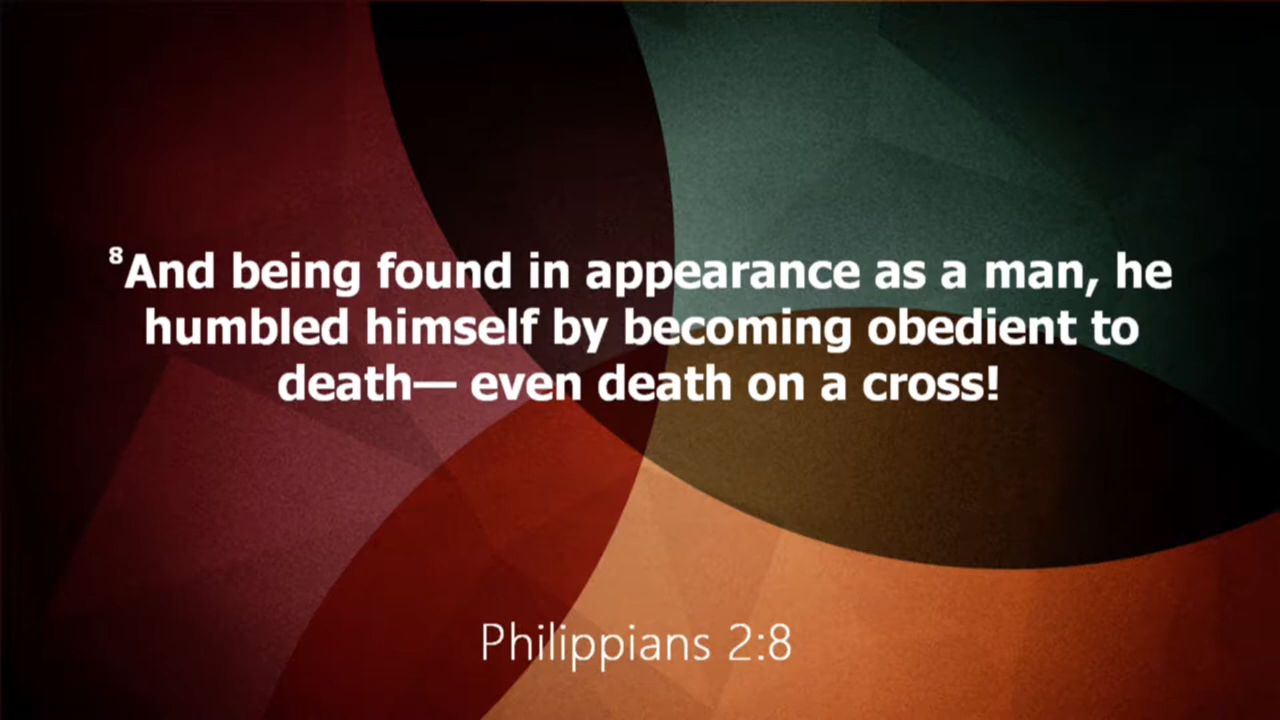 ⁸And being found in appearance as a man, he
humbled himself by becoming obedient to
death— even death on a cross!
Philippians 2:8